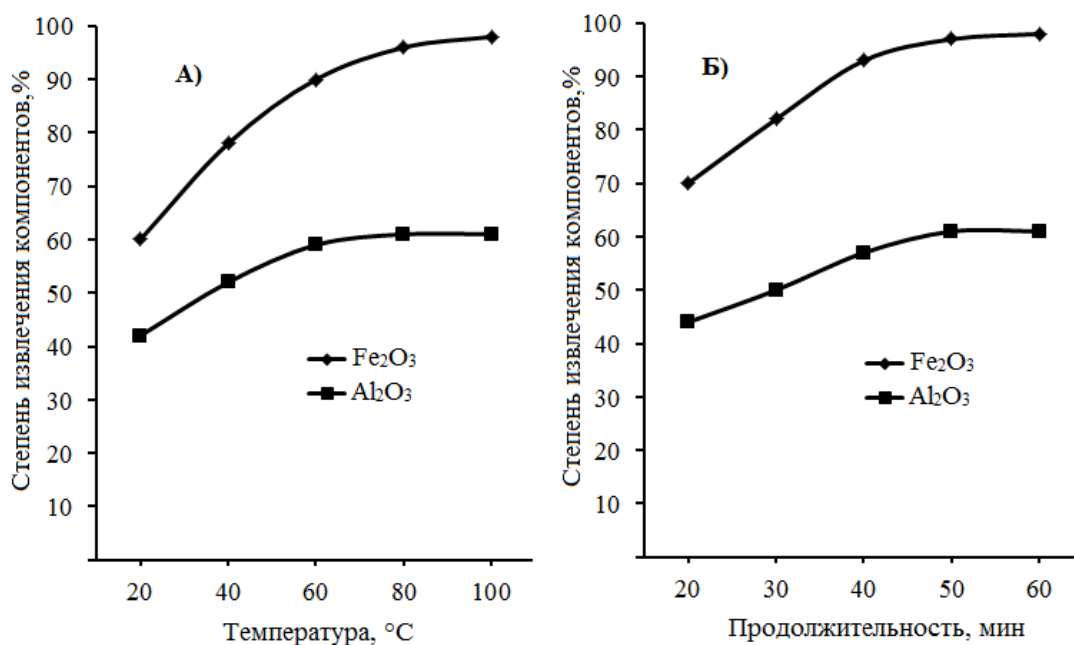 Степень извлечения компонентов,%
100
90
80
70
60
50
40
30
20
10
А)
Fe₂O₃
Al₂O₃
20 40 60 80 100
Температура, °С
Степень извлечения компонентов,%
100
90
80
70
60
50
40
30
20
10
Б)
Fe₂O₃
Al₂O₃
20 30 40 50 60
Продолжительность, мин